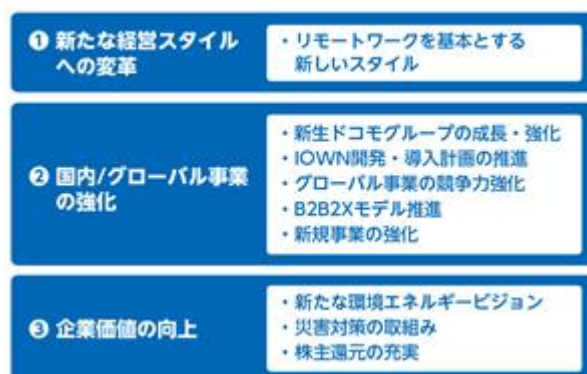 ❶ 新たな経営スタイル
への変革
・リモートワークを基本とする
新しいスタイル
❷ 国内/グローバル事業
の強化
・新生ドコモグループの成長・強化
・IOWN開発・導入計画の推進
・グローバル事業の競争力強化
・B2B2Xモデル推進
・新規事業の強化
❸ 企業価値の向上
・新たな環境エネルギービジョン
・災害対策の取組み
・株主還元の充実